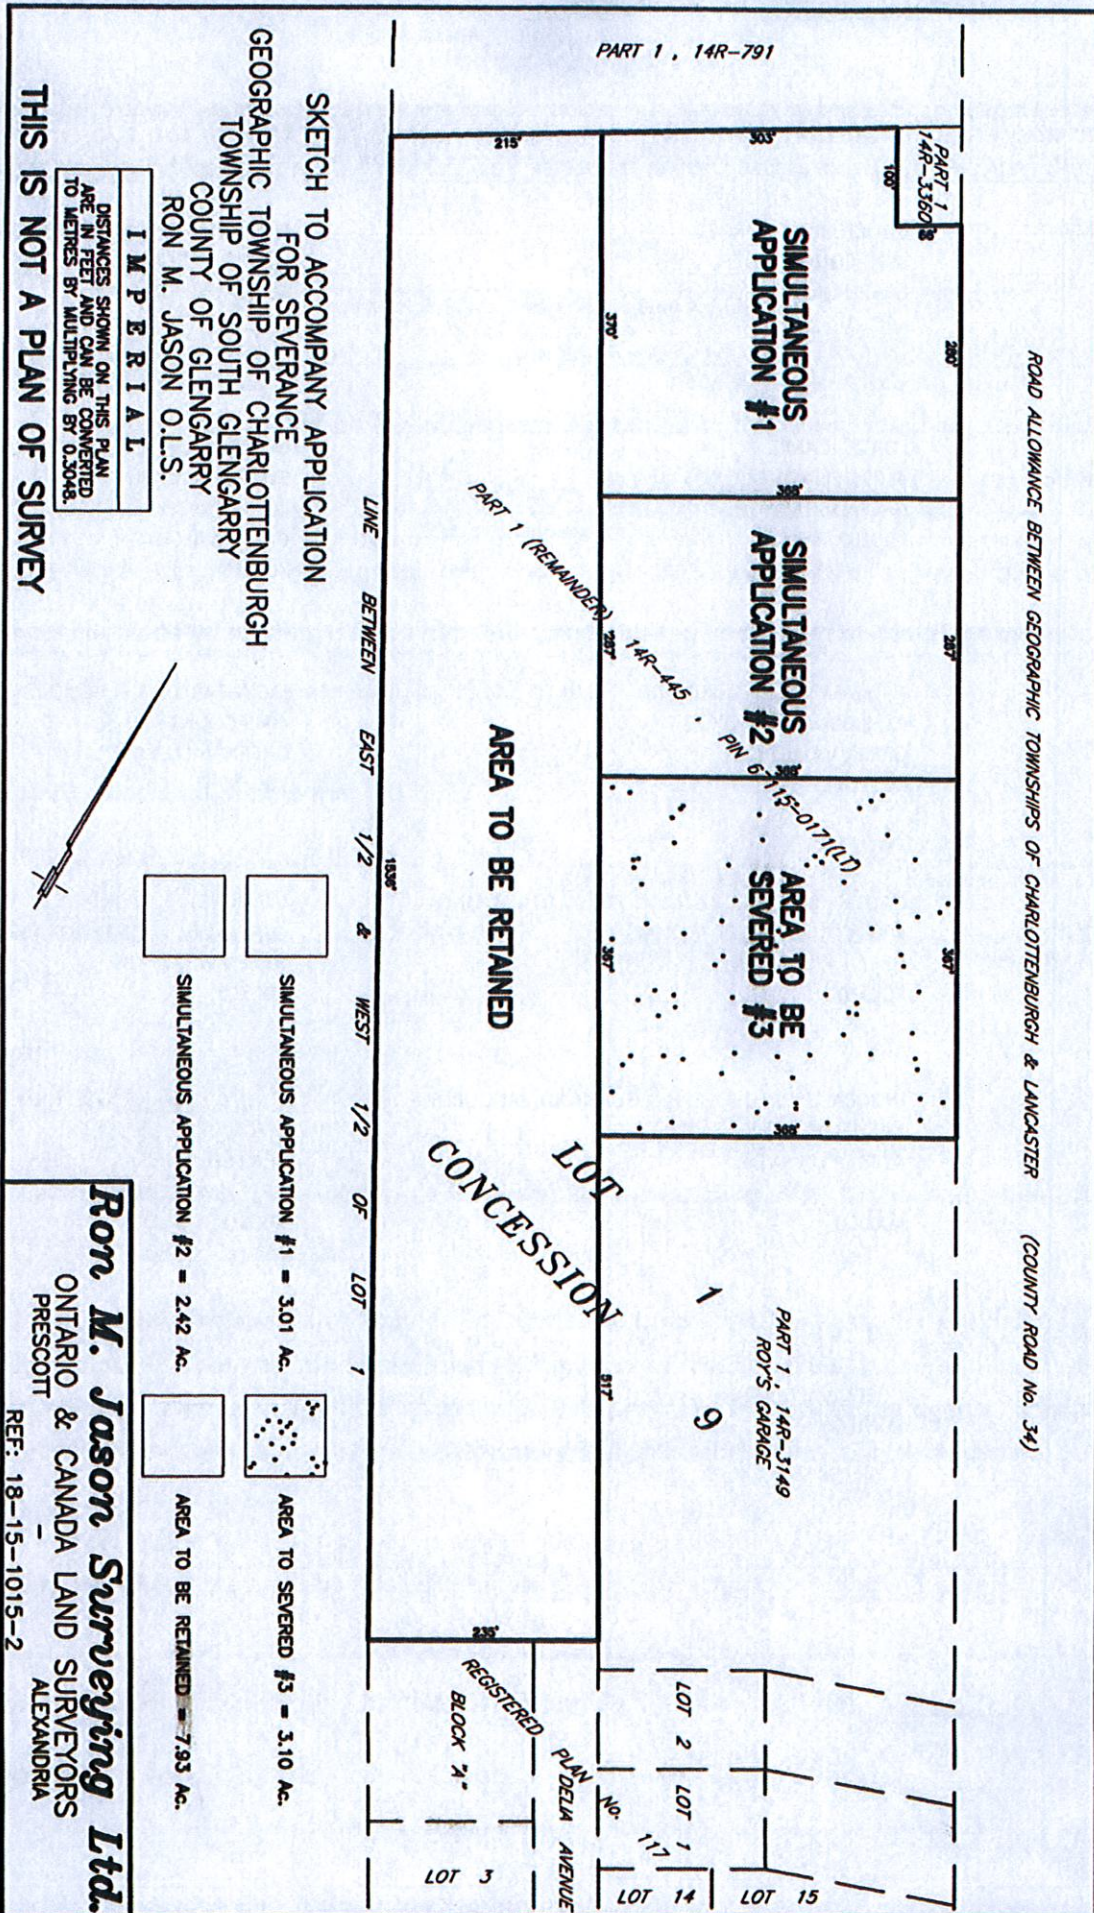 ROAD ALLOWANCE BETWEEN GEOGRAPHIC TOWNSHIPS OF CHARLOTTENBURGH & LANCASTER (COUNTY ROAD No. 34)
PART 1 , 14R-791
PART 1
14R-3360
100'
303'
280'
267'
367'
SIMULTANEOUS
APPLICATION #1
SIMULTANEOUS
APPLICATION #2
AREA TO BE
SEVERED #3
370'
367'
517'
PART 1 (REMAINDER) 14R-445
AREA TO BE RETAINED
215'
1536'
235'
LOT 1
CONCESSION 9
PART 1, 14R-3149
ROY'S GARAGE
LOT 2
LOT 1
LOT 15
LOT 14
REGISTERED PLAN No. 117
DELIA AVENUE
BLOCK "A"
LOT 3
LINE BETWEEN EAST 1/2 & WEST 1/2 OF LOT 1
SKETCH TO ACCOMPANY APPLICATION
FOR SEVERANCE
GEOGRAPHIC TOWNSHIP OF CHARLOTTENBURGH
TOWNSHIP OF SOUTH GLENGARRY
COUNTY OF GLENGARRY
RON M. JASON O.L.S.
IMPERIAL
DISTANCES SHOWN ON THIS PLAN
ARE IN FEET AND CAN BE CONVERTED
TO METRES BY MULTIPLYING BY 0.3048.
THIS IS NOT A PLAN OF SURVEY
SIMULTANEOUS APPLICATION #1 = 3.01 Ac.
AREA TO SEVERED #3 = 3.10 Ac.
SIMULTANEOUS APPLICATION #2 = 2.42 Ac.
AREA TO BE RETAINED = 7.93 Ac.
Ron M. Jason Surveying Ltd.
ONTARIO & CANADA LAND SURVEYORS
PRESCOTT – ALEXANDRIA
REF: 18-15-1015-2